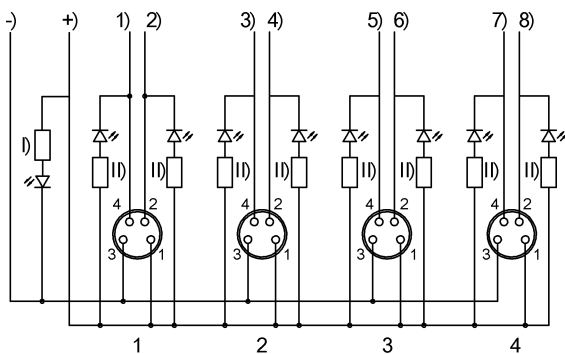 -) +) 1) 2) 3) 4) 5) 6) 7) 8)
I) II) II) II) II) II) II) II) II)
4 2 4 2 4 2 4 2
3 1 3 1 3 1 3 1
1 2 3 4